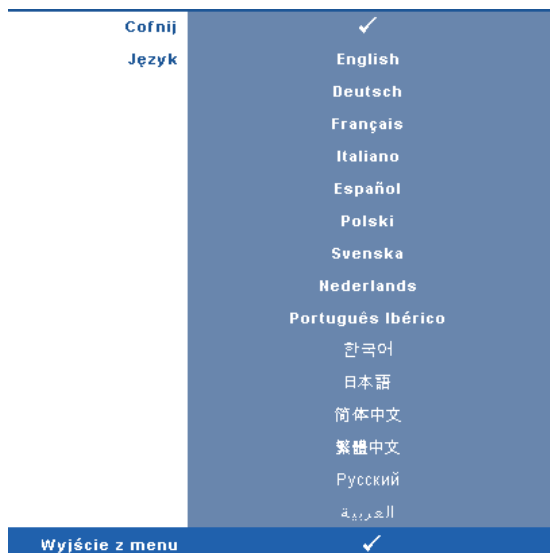 Cofnij ✓
Język English
Deutsch
Français
Italiano
Español
Polski
Svenska
Nederlands
Português Ibérico
한국어
日本語
简体中文
繁體中文
Русский
العربية
Wyjście z menu ✓